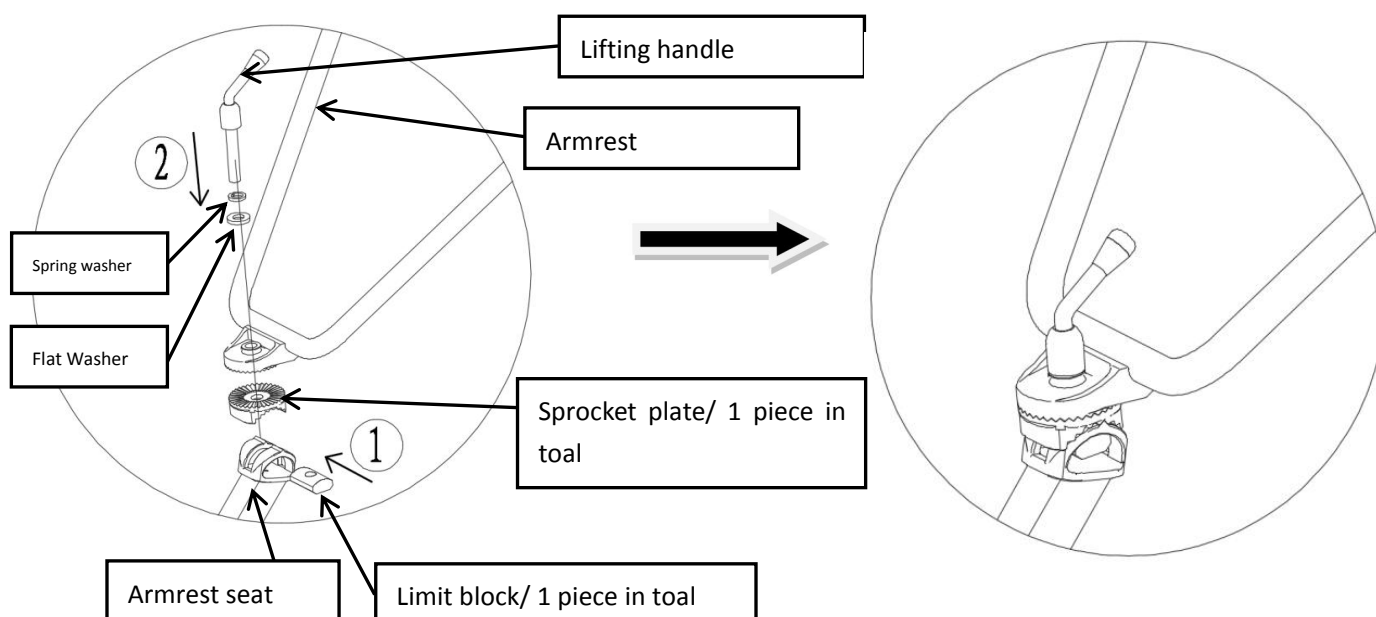 Lifting handle
Armrest
2
Spring washer
Flat Washer
Sprocket plate/ 1 piece in
toal
1
Armrest seat
Limit block/ 1 piece in toal